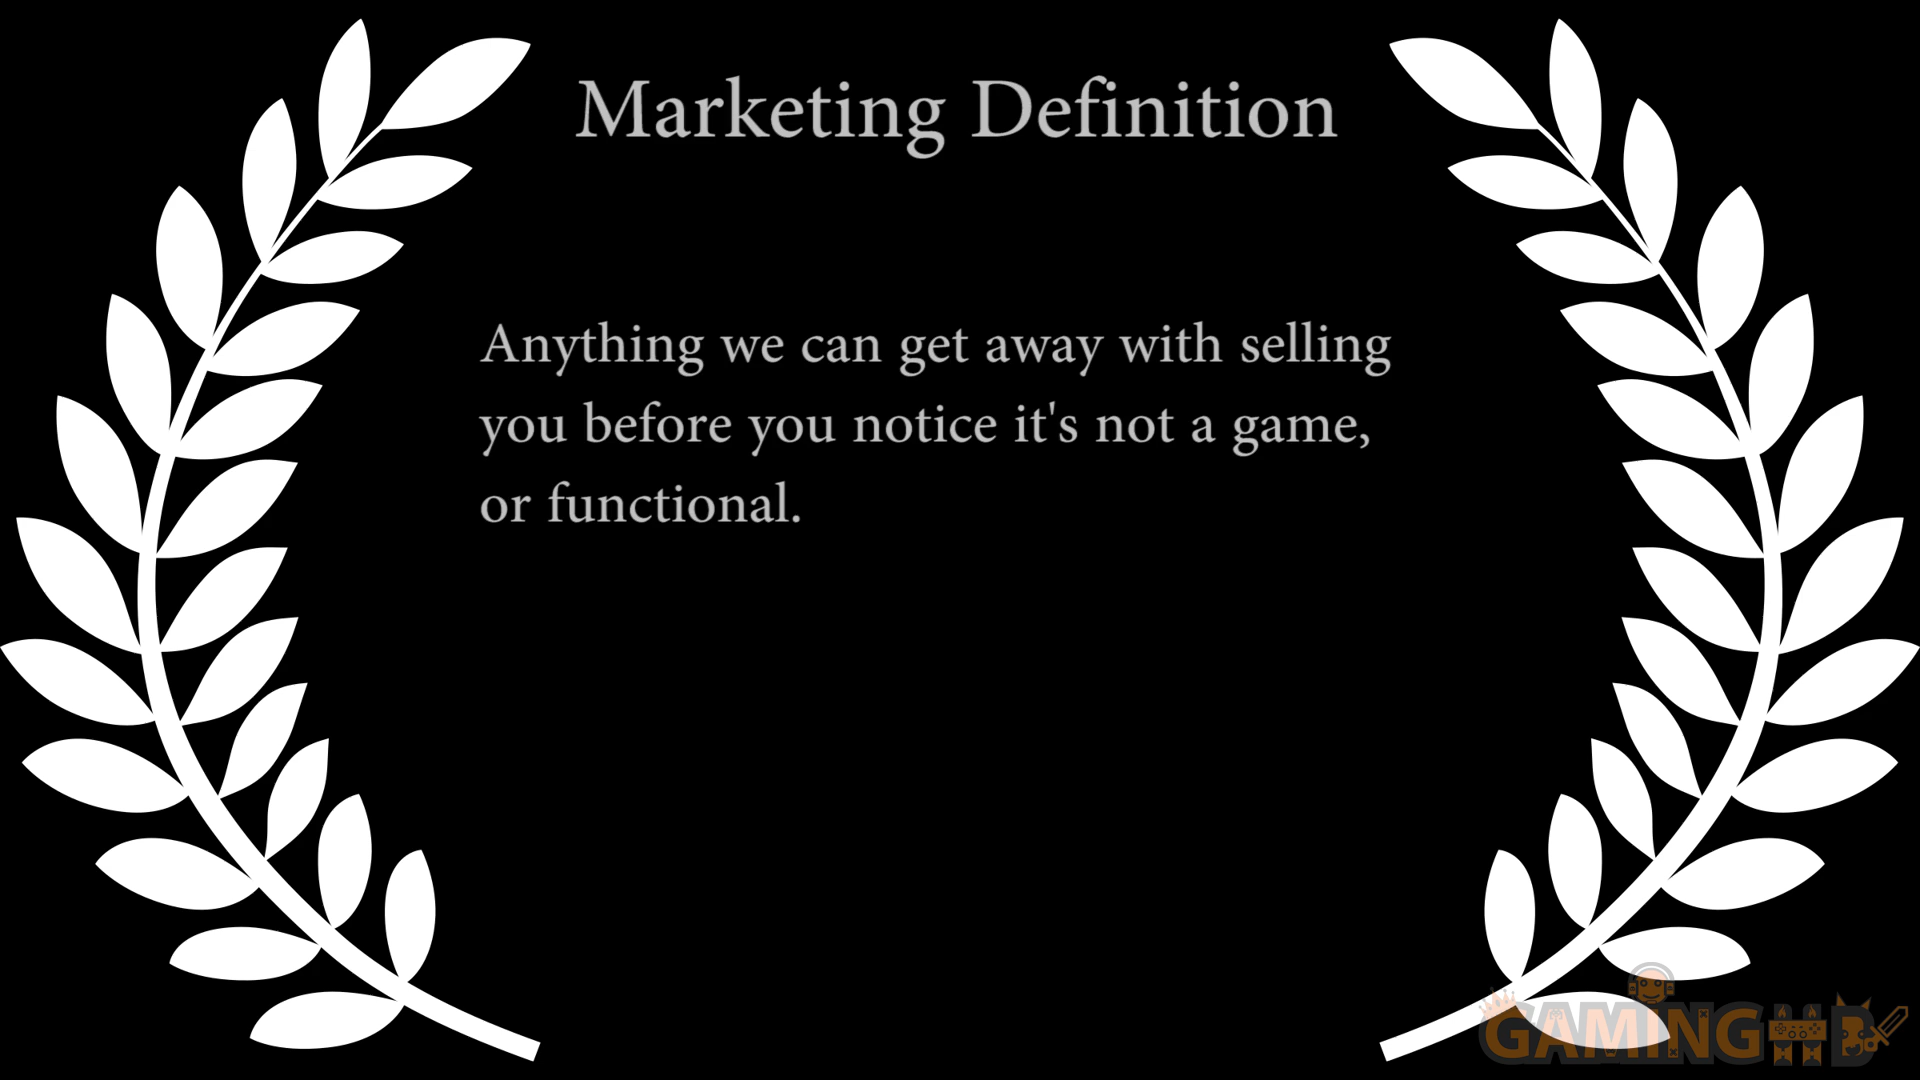 Marketing Definition
Anything we can get away with selling
you before you notice it's not a game,
or functional.
GAMING HB